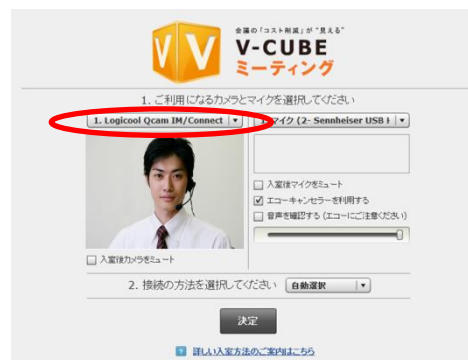 会議の「コスト削減」が“見える”
V-CUBE
ミーティング
1. ご利用になるカメラとマイクを選択してください
1. Logicool Qcam IM/Connect
1. マイク (2- Sennheiser USB H
入室後マイクをミュート
エコーキャンセラーを利用する
音声を確認する (エコーにご注意ください)
入室後カメラをミュート
2. 接続の方法を選択してください 自動選択
決定
? 詳しい入室方法のご案内はこちら